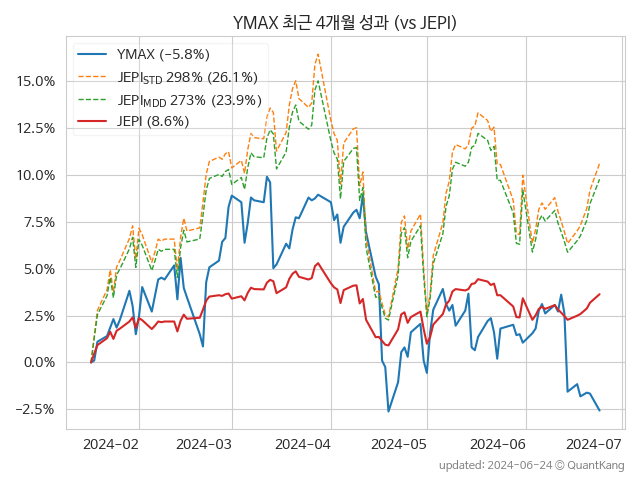 YMAX 최근 4개월 성과 (vs JEPI)
YMAX (−5.8%)
JEPI_STD 298% (26.1%)
JEPI_MDD 273% (23.9%)
JEPI (8.6%)
15.0%
12.5%
10.0%
7.5%
5.0%
2.5%
0.0%
−2.5%
2024-02 2024-03 2024-04 2024-05 2024-06 2024-07
updated: 2024-06-24 © QuantKang